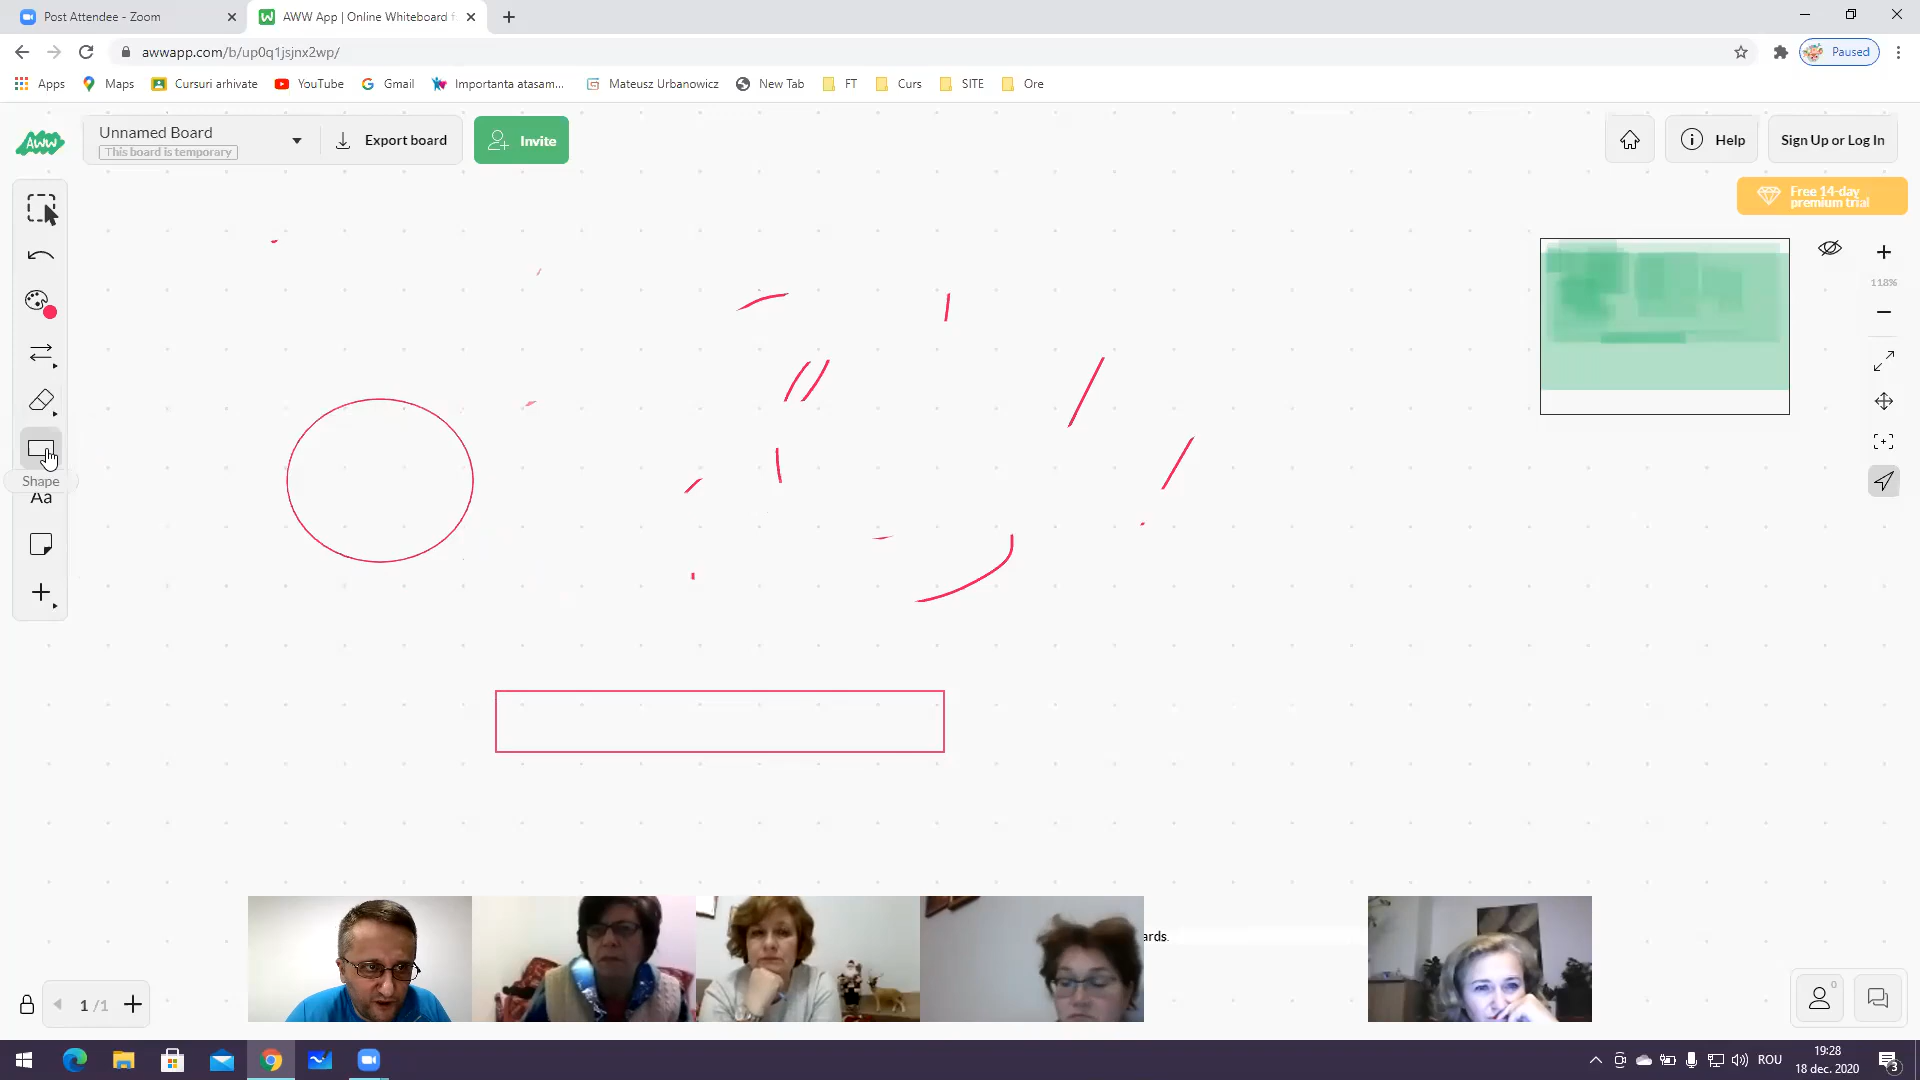 Post Attendee - Zoom
AWW App | Online Whiteboard f
awwapp.com/b/up0q1jsjnx2wp/
Paused
Apps
Maps
Cursuri arhivate
YouTube
Gmail
Importanta atasam...
Mateusz Urbanowicz
New Tab
FT
Curs
SITE
Ore
AWW
Unnamed Board
This board is temporary
Export board
Invite
Help
Sign Up or Log In
Free 14-day
premium trial
118%
Shape
Aa
ards.
1 /1
0
ROU
19:28
18 dec. 2020
3